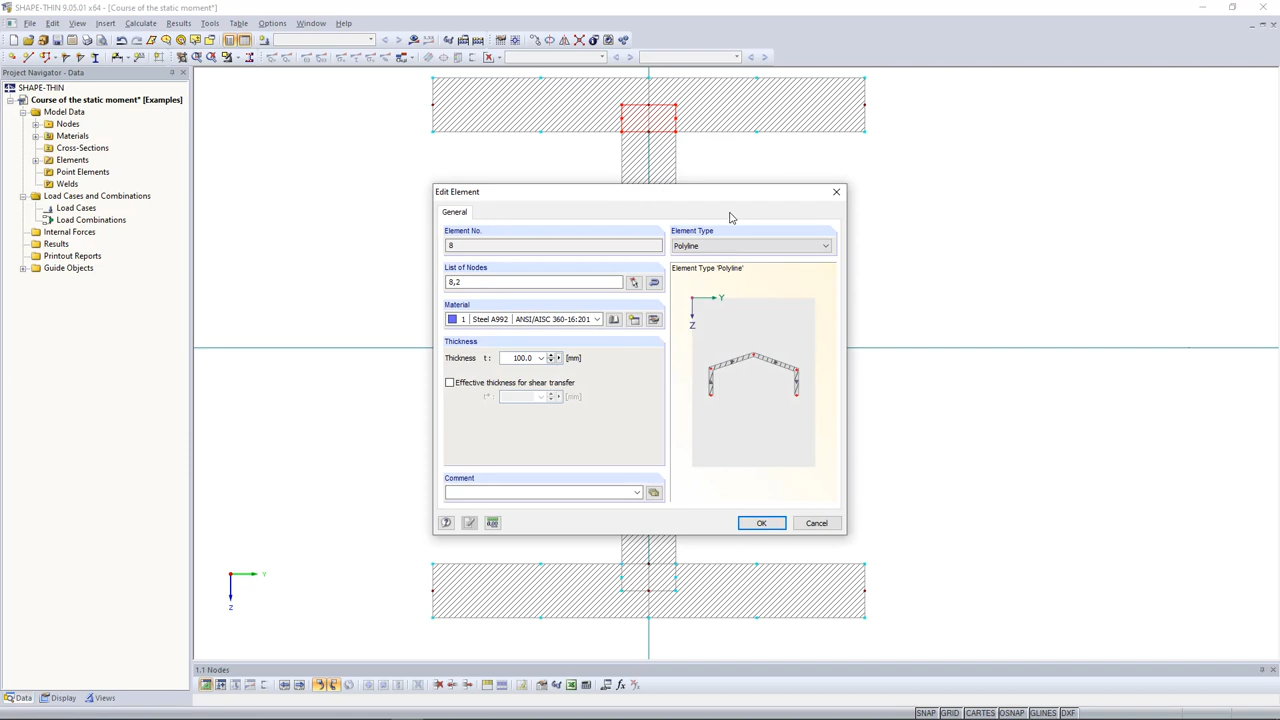 SHAPE-THIN 9.05.01 x64 - [Course of the static moment*]
File Edit View Insert Calculate Results Tools Table Options Window Help
Project Navigator - Data
SHAPE-THIN
Course of the static moment* [Examples]
Model Data
Nodes
Materials
Cross-Sections
Elements
Point Elements
Welds
Load Cases and Combinations
Load Cases
Load Combinations
Internal Forces
Results
Printout Reports
Guide Objects
Edit Element
General
Element No.
8
Element Type
Polyline
List of Nodes
8,2
Element Type 'Polyline'
Y
Z
Material
1 Steel A992 ANSI/AISC 360-16:201
Thickness
Thickness t : 100.0 [mm]
Effective thickness for shear transfer
t* : [mm]
Comment
OK Cancel
Y
Z
1.1 Nodes
Data Display Views
SNAP GRID CARTES OSNAP GLINES DXF